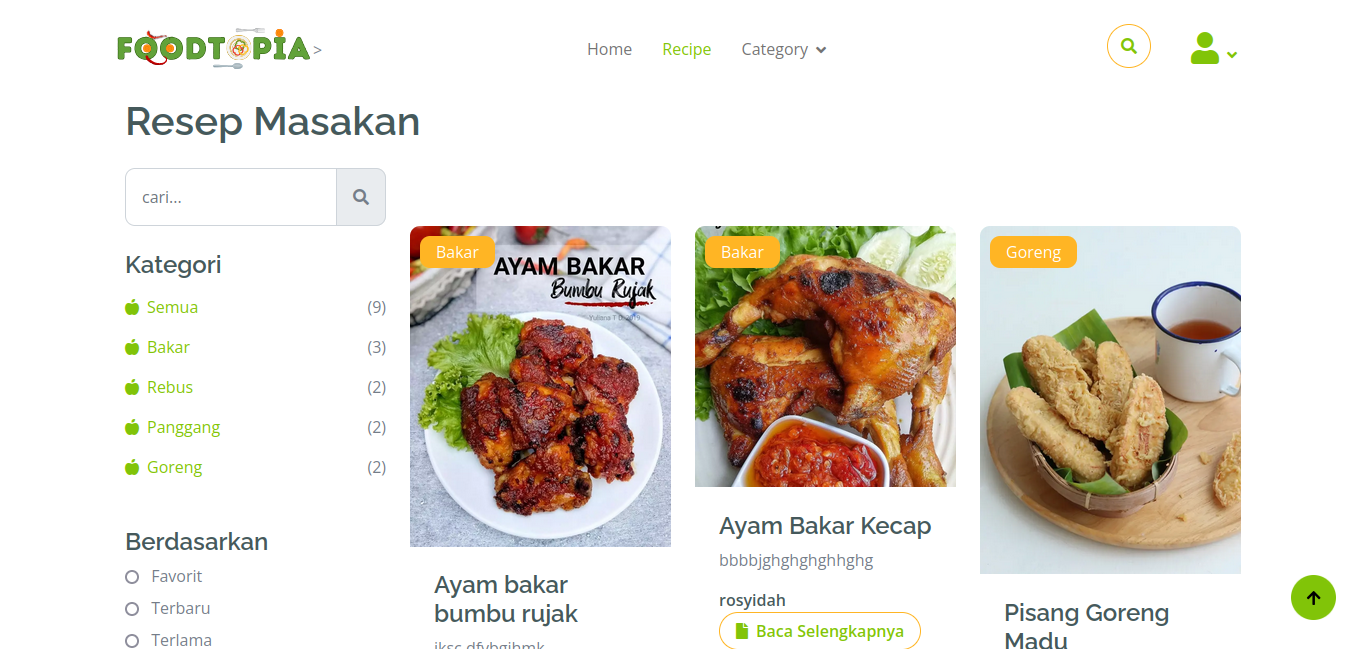 FOODTOPIA >
Home
Recipe
Category
Resep Masakan
cari...
Kategori
Semua (9)
Bakar (3)
Rebus (2)
Panggang (2)
Goreng (2)
Berdasarkan
Favorit
Terbaru
Terlama
Bakar
AYAM BAKAR
Bumbu Rujak
Yuliana T
Ayam bakar
bumbu rujak
Bakar
Ayam Bakar Kecap
bbbbjghghghghhghg
rosyidah
Baca Selengkapnya
Goreng
Pisang Goreng
Madu